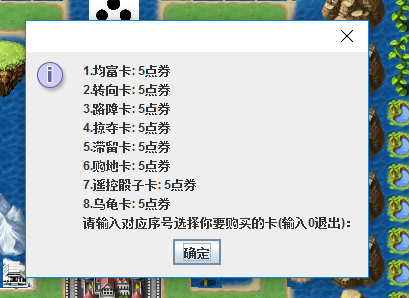 1.均富卡: 5点券
2.转向卡: 5点券
3.路障卡: 5点券
4.掠夺卡: 5点券
5.滞留卡: 5点券
6.购地卡: 5点券
7.遥控骰子卡: 5点券
8.乌龟卡: 5点券
请输入对应序号选择你要购买的卡(输入0退出):
确定